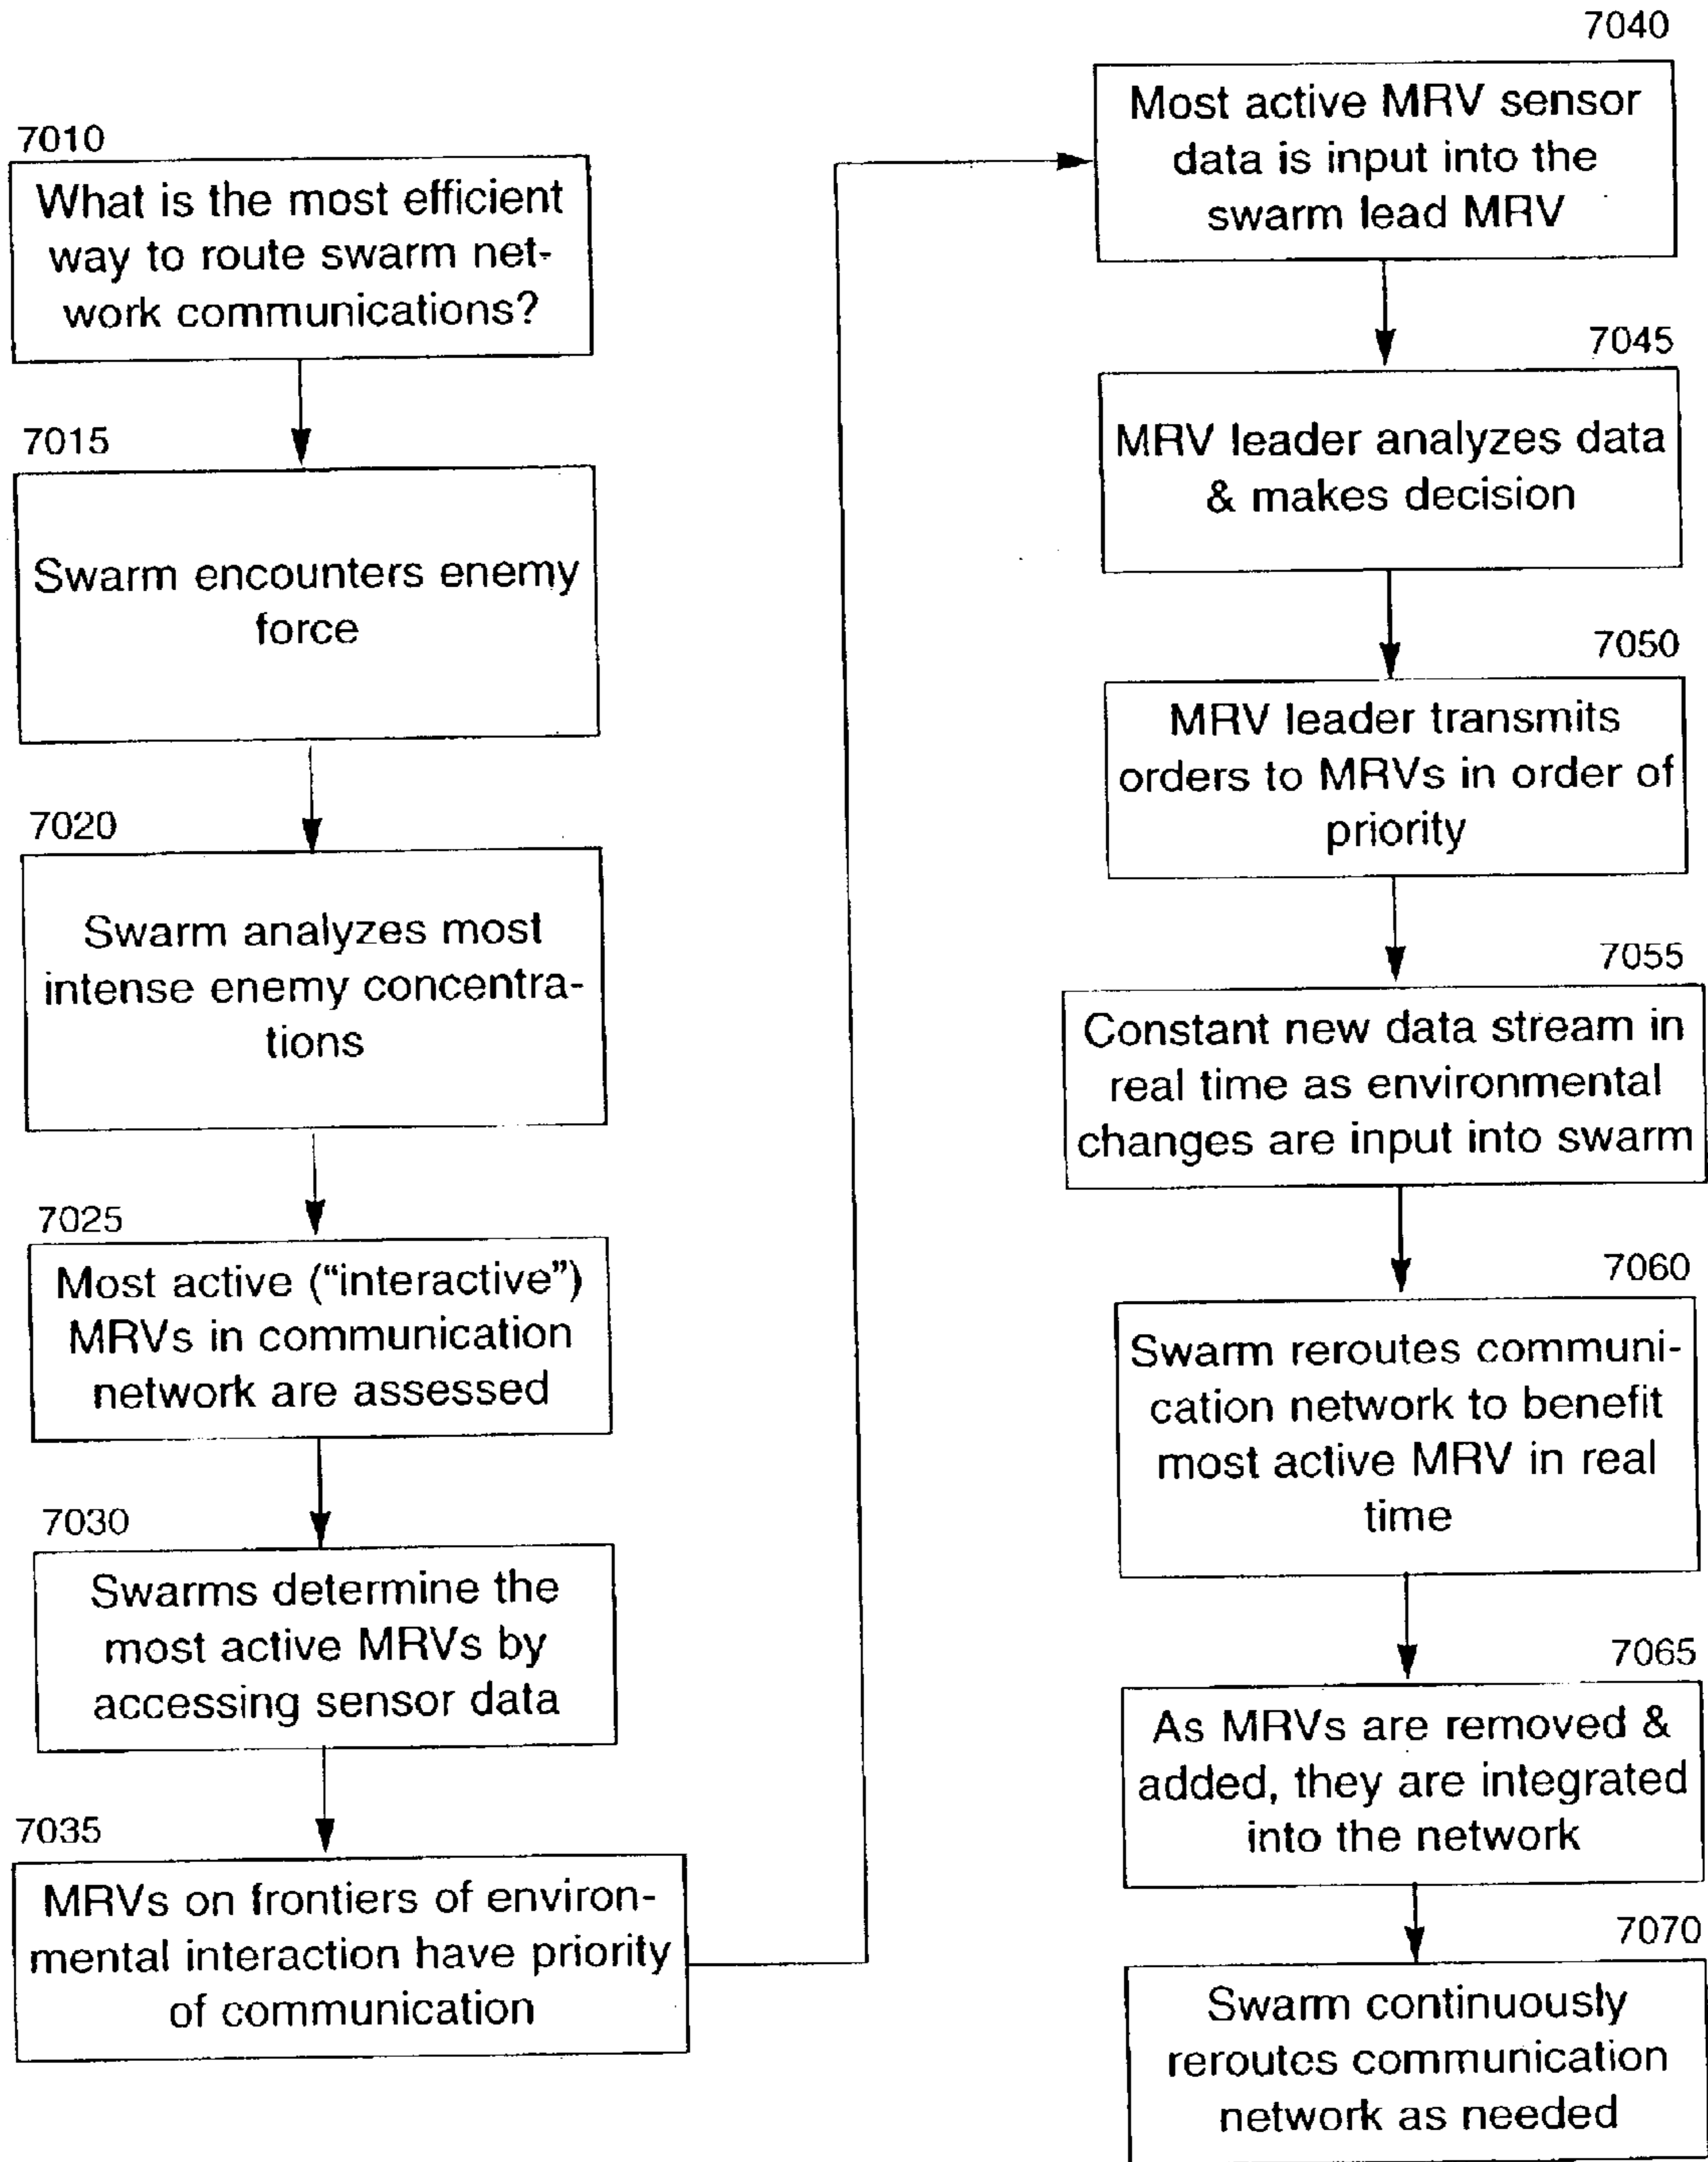 7010
What is the most efficient
way to route swarm net-
work communications?
7015
Swarm encounters enemy
force
7020
Swarm analyzes most
intense enemy concentra-
tions
7025
Most active (“interactive”)
MRVs in communication
network are assessed
7030
Swarms determine the
most active MRVs by
accessing sensor data
7035
MRVs on frontiers of environ-
mental interaction have priority
of communication
7040
Most active MRV sensor
data is input into the
swarm lead MRV
7045
MRV leader analyzes data
& makes decision
7050
MRV leader transmits
orders to MRVs in order of
priority
7055
Constant new data stream in
real time as environmental
changes are input into swarm
7060
Swarm reroutes communi-
cation network to benefit
most active MRV in real
time
7065
As MRVs are removed &
added, they are integrated
into the network
7070
Swarm continuously
reroutes communication
network as needed